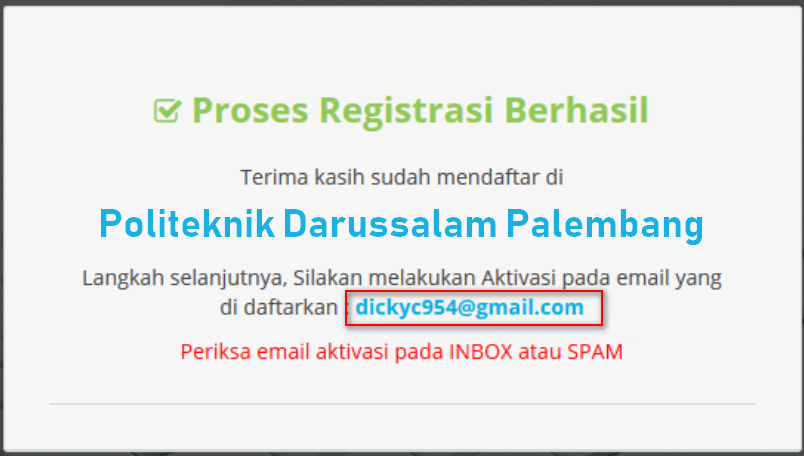 Proses Registrasi Berhasil
Terima kasih sudah mendaftar di
Politeknik Darussalam Palembang
Langkah selanjutnya, Silakan melakukan Aktivasi pada email yang
di daftarkan : dickyc954@gmail.com
Periksa email aktivasi pada INBOX atau SPAM